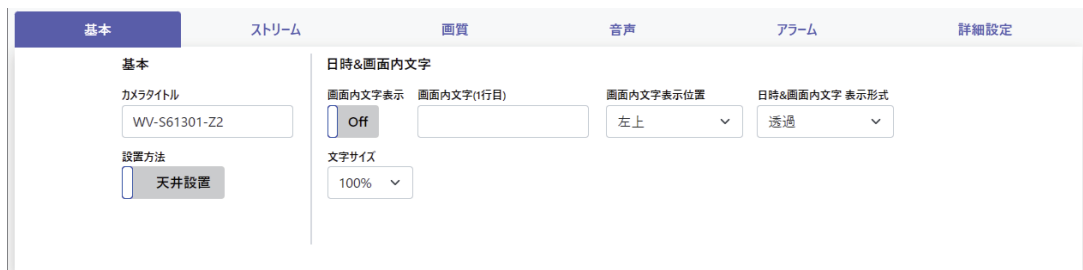 基本 ストリーム 画質 音声 アラーム 詳細設定
基本
カメラタイトル
WV-S61301-Z2
設置方法
天井設置
日時&画面内文字
画面内文字表示 画面内文字(1行目) 画面内文字表示位置 日時&画面内文字 表示形式
Off 左上 透過
文字サイズ
100%